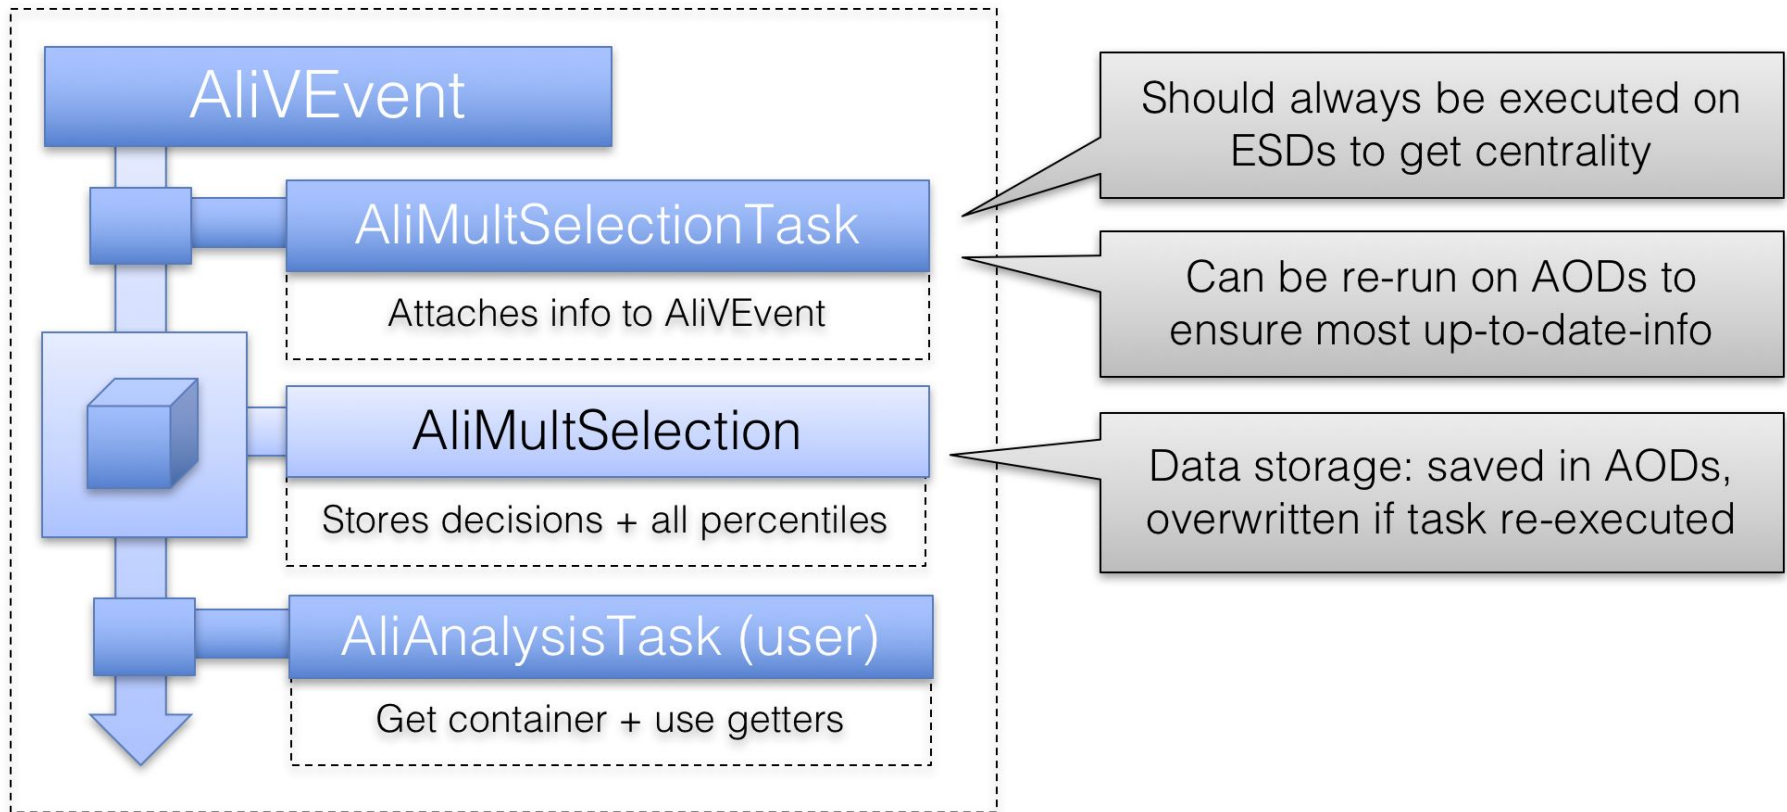 AliVEvent
AliMultSelectionTask
Attaches info to AliVEvent
AliMultSelection
Stores decisions + all percentiles
AliAnalysisTask (user)
Get container + use getters
Should always be executed on
ESDs to get centrality
Can be re-run on AODs to
ensure most up-to-date-info
Data storage: saved in AODs,
overwritten if task re-executed